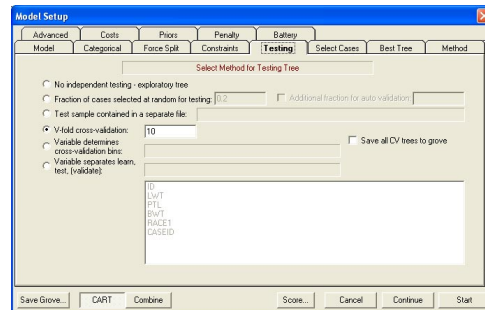 Model Setup
Advanced Costs Priors Penalty Battery
Model Categorical Force Split Constraints Testing Select Cases Best Tree Method
Select Method for Testing Tree
No independent testing - exploratory tree
Fraction of cases selected at random for testing: 0.2 Additional fraction for auto validation:
Test sample contained in a separate file:
V-fold cross-validation: 10
Variable determines
cross-validation bins:
Save all CV trees to grove
Variable separates learn,
test, (validate):
ID
LWT
PTL
BWT
RACE1
CASEID
Save Grove... CART Combine Score... Cancel Continue Start